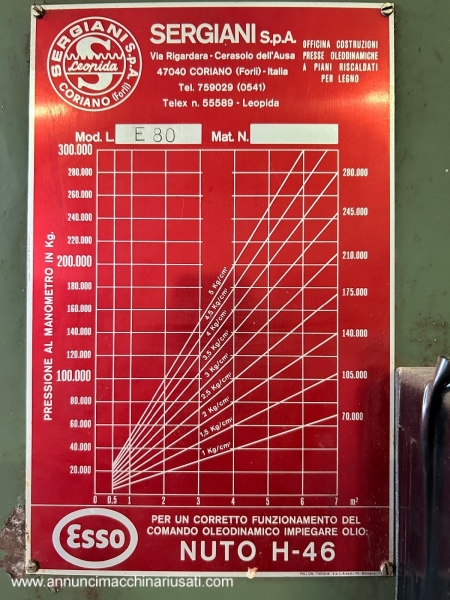 SERGIANI S.p.A.
Leopida
CORIANO (Forlì)
SERGIANI S.p.A.
Via Rigardara - Cerasolo dell'Ausa
47040 CORIANO (Forlì) - Italia
Tel. 759029 (0541)
Telex n. 55589 - Leopida
OFFICINA COSTRUZIONI
PRESSE OLEODINAMICHE
A PIANI RISCALDATI
PER LEGNO
Mod. L. E 80 Mat. N.
PRESSIONE AL MANOMETRO IN Kg.
300.000
280.000
260.000
240.000
220.000
200.000
180.000
160.000
140.000
120.000
100.000
80.000
60.000
40.000
20.000
280.000
245.000
210.000
175.000
140.000
105.000
70.000
5 Kg/cm²
4,5 Kg/cm²
4 Kg/cm²
3,5 Kg/cm²
3 Kg/cm²
2,5 Kg/cm²
2 Kg/cm²
1,5 Kg/cm²
1 Kg/cm²
0 0,5 1 2 3 4 5 6 7 m²
Esso
PER UN CORRETTO FUNZIONAMENTO DEL
COMANDO OLEODINAMICO IMPIEGARE OLIO:
NUTO H-46
www.annuncimacchinariusati.com